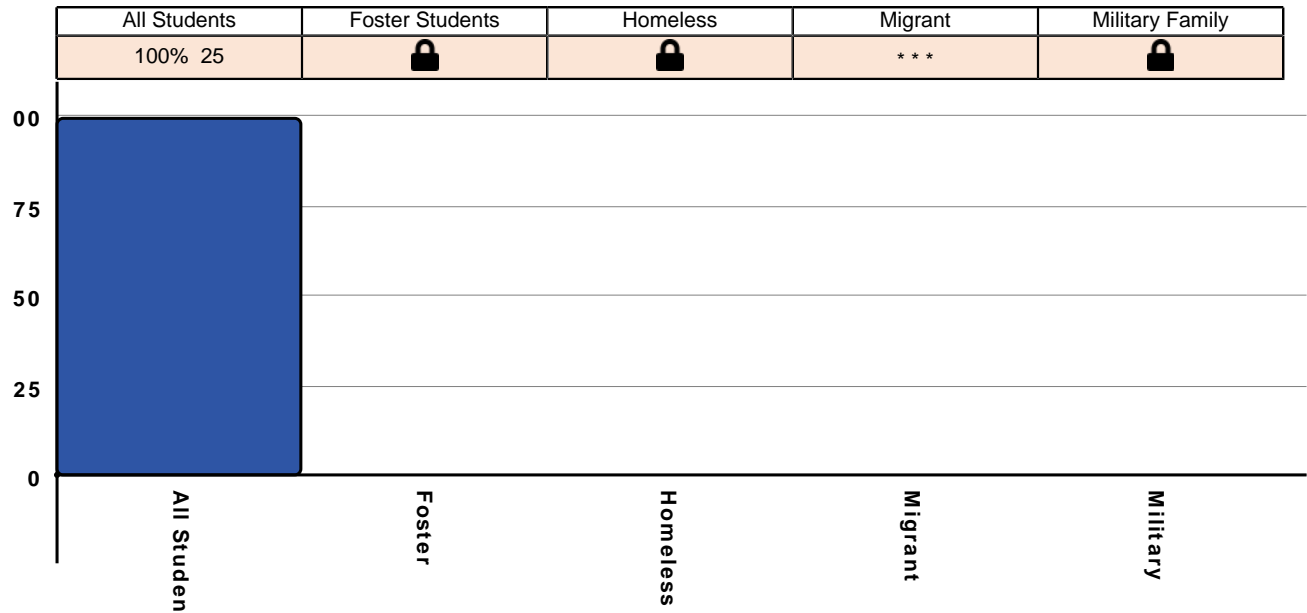 All Students Foster Students Homeless Migrant Military Family
100% 25 * * *
00
75
50
25
0
All Studen
Foster
Homeless
Migrant
Military